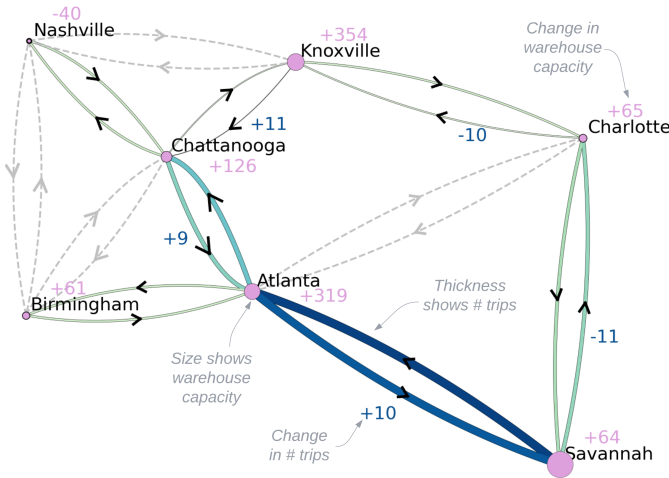 -40
Nashville
+354
Knoxville
Change in
warehouse
capacity
+65
Charlotte
+11
-10
Chattanooga
+126
+9
Atlanta
+319
+61
Birmingham
Thickness
shows # trips
Size shows
warehouse
capacity
-11
+10
Change
in # trips
+64
Savannah